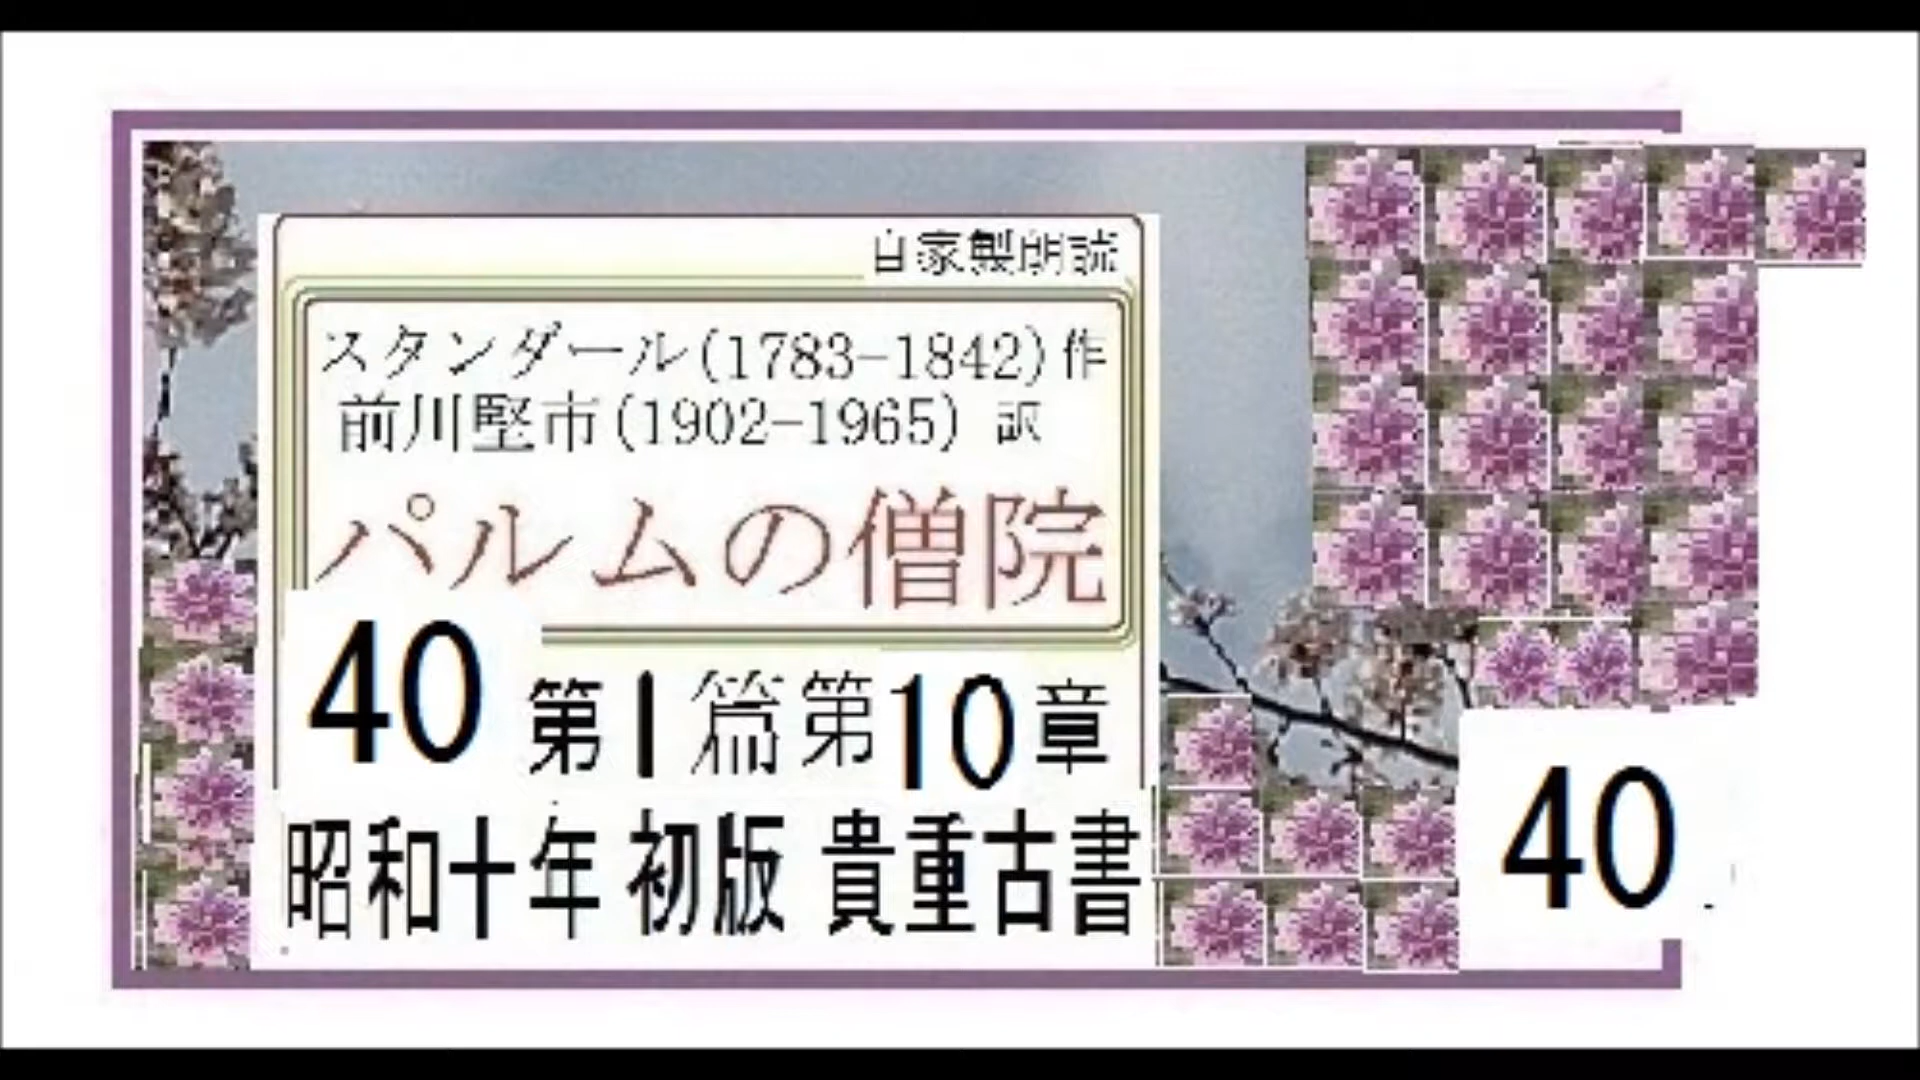 自家製朗読
スタンダール(1783-1842)作
前川堅市(1902-1965) 訳
パルムの僧院
40 第1篇第10章
昭和十年 初版 貴重古書
40